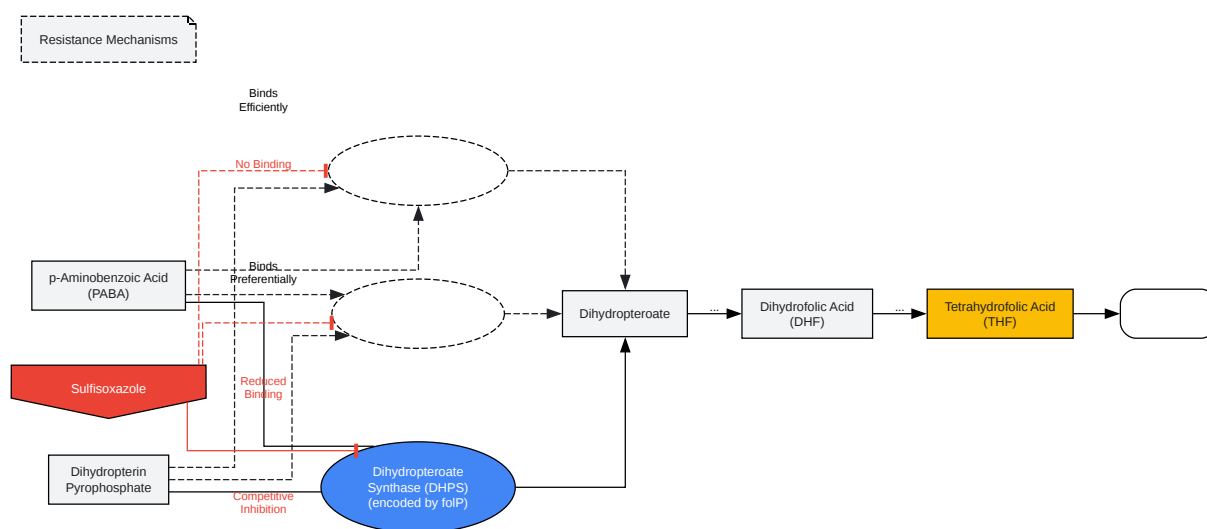 Resistance Mechanisms
Binds
Efficiently
No Binding
p-Aminobenzoic Acid
(PABA)
Binds
Preferentially
Dihydropteroate
...
Dihydrofolic Acid
(DHF)
...
Tetrahydrofolic Acid
(THF)
Sulfisoxazole
Reduced
Binding
Dihydropterin
Pyrophosphate
Competitive
Inhibition
Dihydropteroate
Synthase (DHPS)
(encoded by folP)